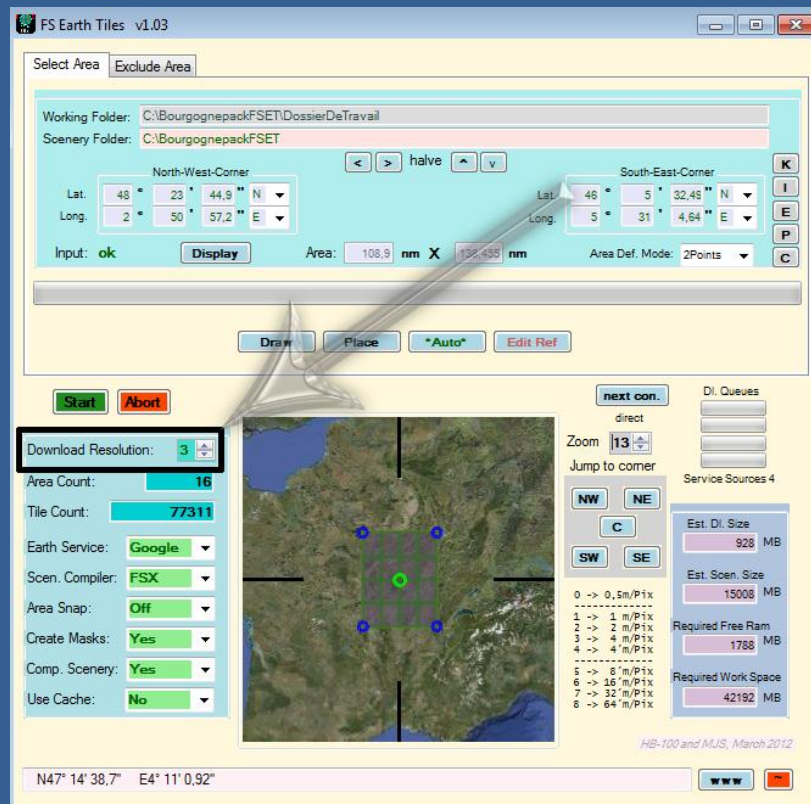 FS Earth Tiles v1.03
Select Area Exclude Area
Working Folder: C:\BourgognepackFSET\DossierDeTravail
Scenery Folder: C:\BourgognepackFSET
< > halve ^ v
North-West-Corner South-East-Corner K
Lat. 48 ° 23 ' 44,9 " N Lat. 46 ° 5 ' 32,49 " N I
Long. 2 ° 50 ' 57,2 " E Long. 5 ° 31 ' 4,64 " E E
P
Input: ok Display Area: 108,9 nm X 138,455 nm Area Def. Mode: 2Points C
Draw Place *Auto* Edit Ref
Start Abort
next con.
direct
Dl. Queues
Download Resolution: 3
Zoom 13
Area Count: 16
Jump to corner
Service Sources 4
Tile Count: 77311
NW NE
C
SW SE
Earth Service: Google
Scen. Compiler: FSX
Area Snap: Off
Create Masks: Yes
Comp. Scenery: Yes
Use Cache: No
0 -> 0,5m/Pix
-------------
1 -> 1 m/Pix
2 -> 2 m/Pix
3 -> 4 m/Pix
4 -> 4'm/Pix
-------------
5 -> 8'm/Pix
6 -> 16'm/Pix
7 -> 32'm/Pix
8 -> 64'm/Pix
Est. Dl. Size
928 MB
Est. Scen. Size
15008 MB
Required Free Ram
1788 MB
Required Work Space
42192 MB
HB-100 and MJS, March 2012
N47° 14' 38,7" E4° 11' 0,92" www ~